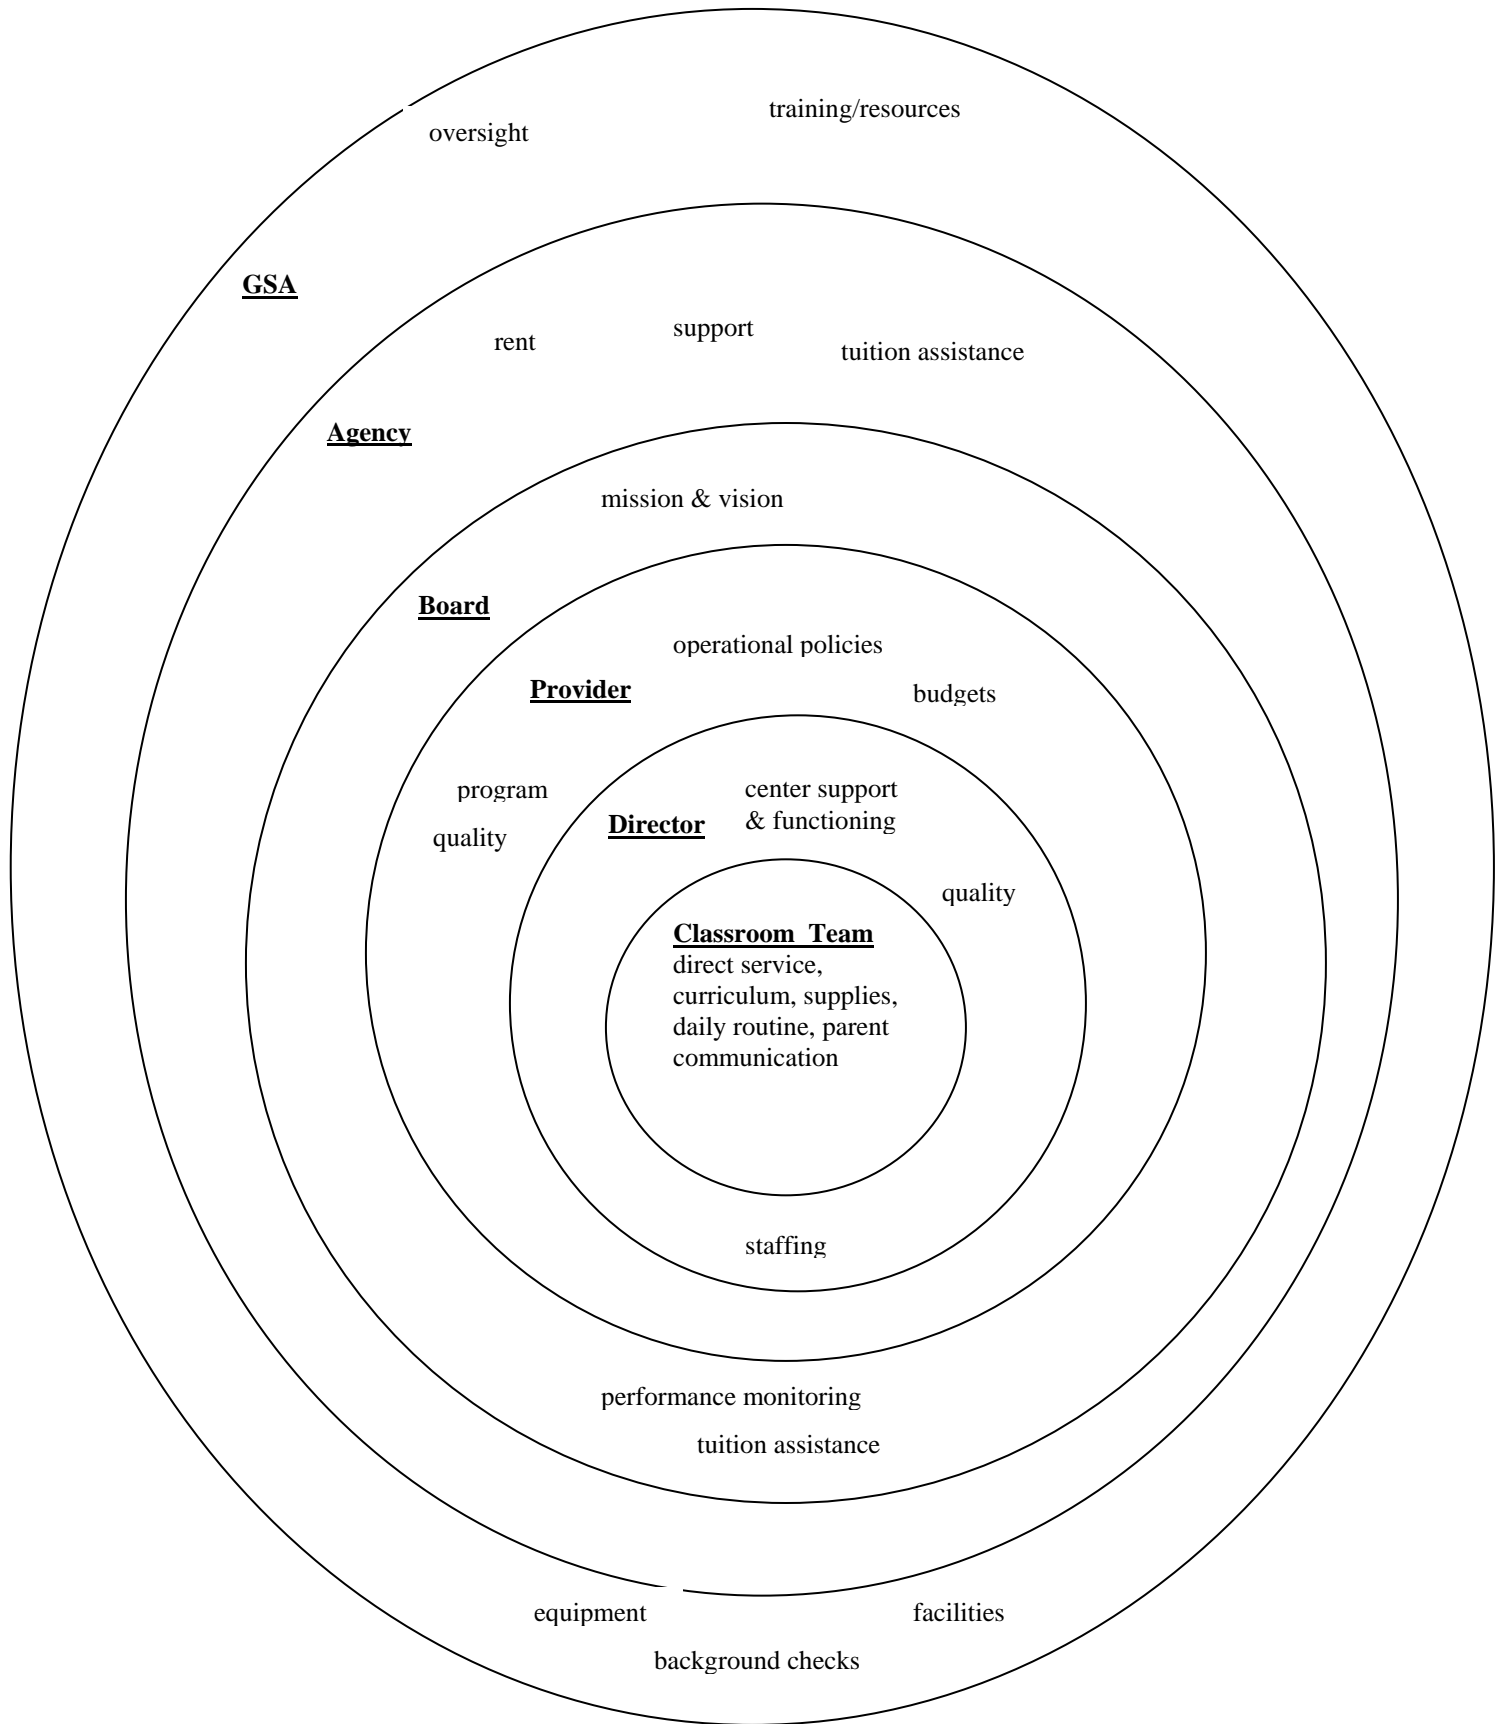 training/resources
oversight
GSA
support
rent
tuition assistance
Agency
mission & vision
Board
operational policies
Provider
budgets
program
quality
center support
& functioning
Director
quality
Classroom Team
direct service,
curriculum, supplies,
daily routine, parent
communication
staffing
performance monitoring
tuition assistance
equipment
facilities
background checks